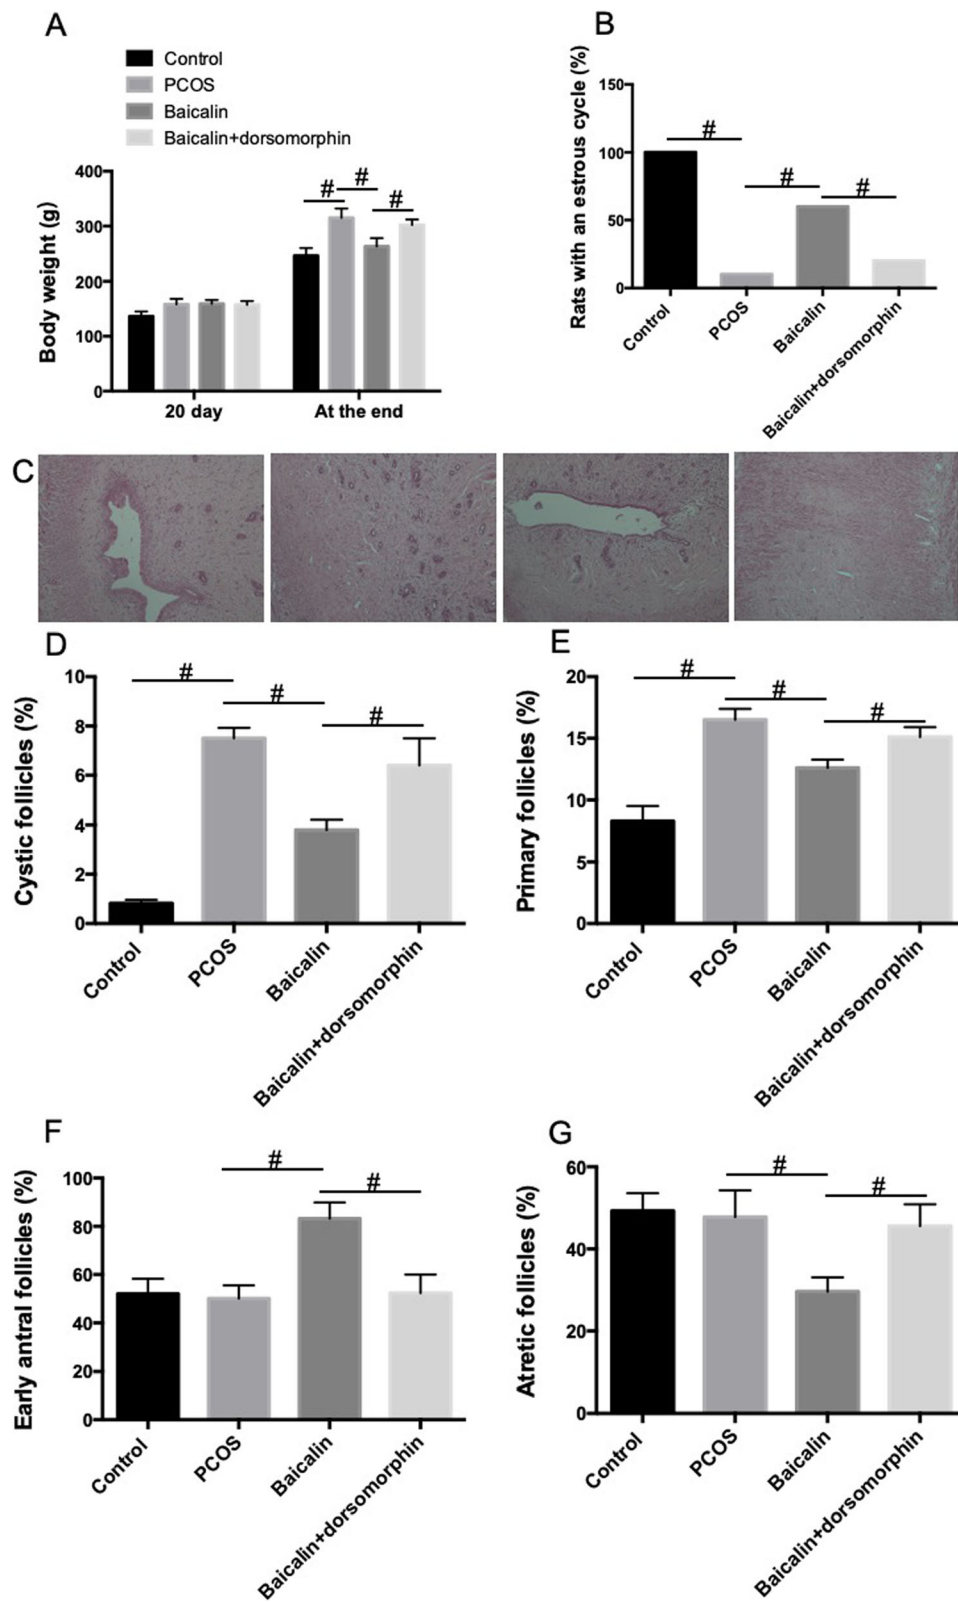 A
Control
PCOS
Baicalin
Baicalin+dorsomorphin
Body weight (g)
400
300
200
100
0
#
#
#
20 day
At the end
B
Rats with an estrous cycle (%)
150
100
50
0
#
#
#
Control
PCOS
Baicalin
Baicalin+dorsomorphin
C
D
Cystic follicles (%)
10
8
6
4
2
0
#
#
#
Control
PCOS
Baicalin
Baicalin+dorsomorphin
E
Primary follicles (%)
20
15
10
5
0
#
#
#
Control
PCOS
Baicalin
Baicalin+dorsomorphin
F
Early antral follicles (%)
100
80
60
40
20
0
#
#
Control
PCOS
Baicalin
Baicalin+dorsomorphin
G
Atretic follicles (%)
60
40
20
0
#
#
Control
PCOS
Baicalin
Baicalin+dorsomorphin